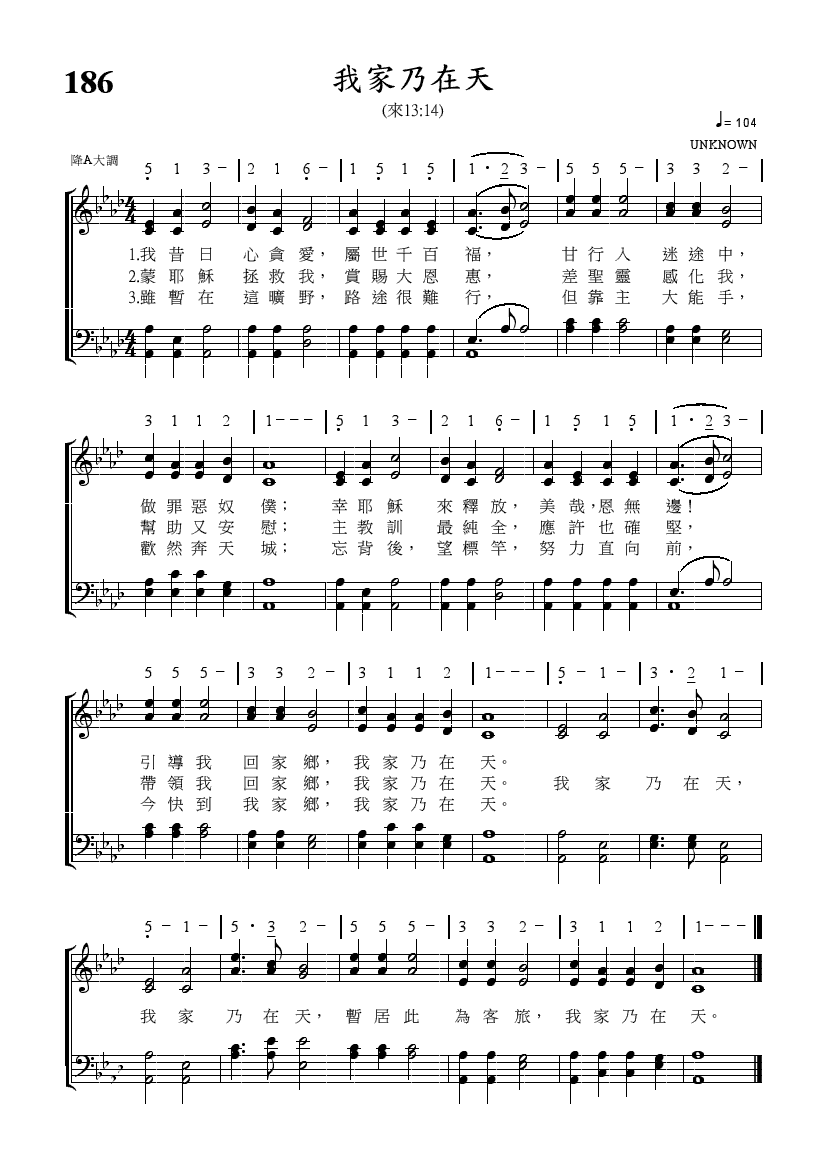 186
我家乃在天
(來13:14)
♩= 104
UNKNOWN
降A大調
5̣ 1 3 – | 2 1 6̣ – | 1 5̣ 1 5̣ | 1 · 2 3 – | 5 5 5 – | 3 3 2 – |
1.我昔日 心貪愛, 屬世千百福, 甘行入 迷途中,
2.蒙耶穌 拯救我, 賞賜大恩惠, 差聖靈 感化我,
3.雖暫在 這曠野, 路途很難行, 但靠主 大能手,
3 1 1 2 | 1 – – – | 5̣ 1 3 – | 2 1 6̣ – | 1 5̣ 1 5̣ | 1 · 2 3 – |
做罪惡奴僕; 幸耶穌 來釋放, 美哉,恩無邊!
幫助又安慰; 主教訓 最純全, 應許也確堅,
歡然奔天城; 忘背後, 望標竿, 努力直向前,
5 5 5 – | 3 3 2 – | 3 1 1 2 | 1 – – – | 5̣ – 1 – | 3 · 2 1 – |
引導我 回家鄉, 我家乃在天。
帶領我 回家鄉, 我家乃在天。 我家乃在天,
今快到 我家鄉, 我家乃在天。
5̣ – 1 – | 5 · 3 2 – | 5 5 5 – | 3 3 2 – | 3 1 1 2 | 1 – – –
我家乃在天, 暫居此 為客旅, 我家乃在天。